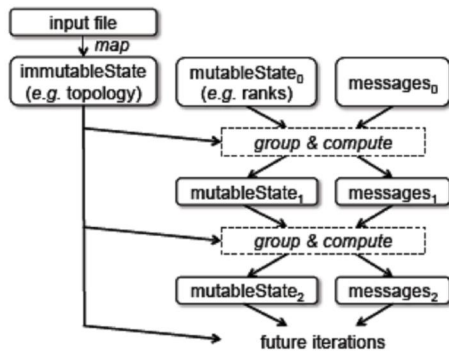 input file
map
immutableState
(e.g. topology)
mutableState₀
(e.g. ranks)
messages₀
group & compute
mutableState₁
messages₁
group & compute
mutableState₂
messages₂
future iterations